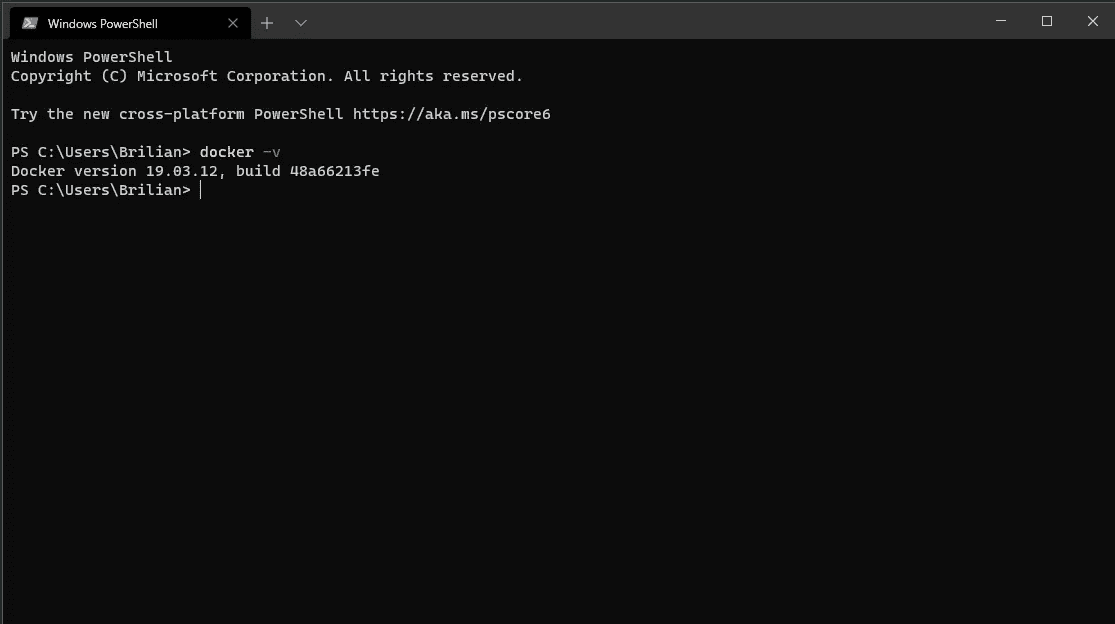 Windows PowerShell
Windows PowerShell
Copyright (C) Microsoft Corporation. All rights reserved.
Try the new cross-platform PowerShell https://aka.ms/pscore6
PS C:\Users\Brilian> docker -v
Docker version 19.03.12, build 48a66213fe
PS C:\Users\Brilian>